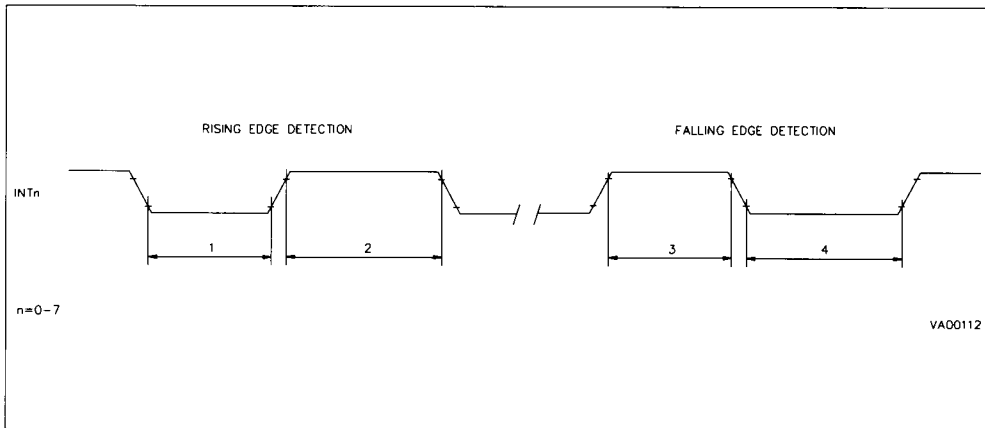 RISING EDGE DETECTION
FALLING EDGE DETECTION
INTn
1
2
3
4
n=0-7
VA00112